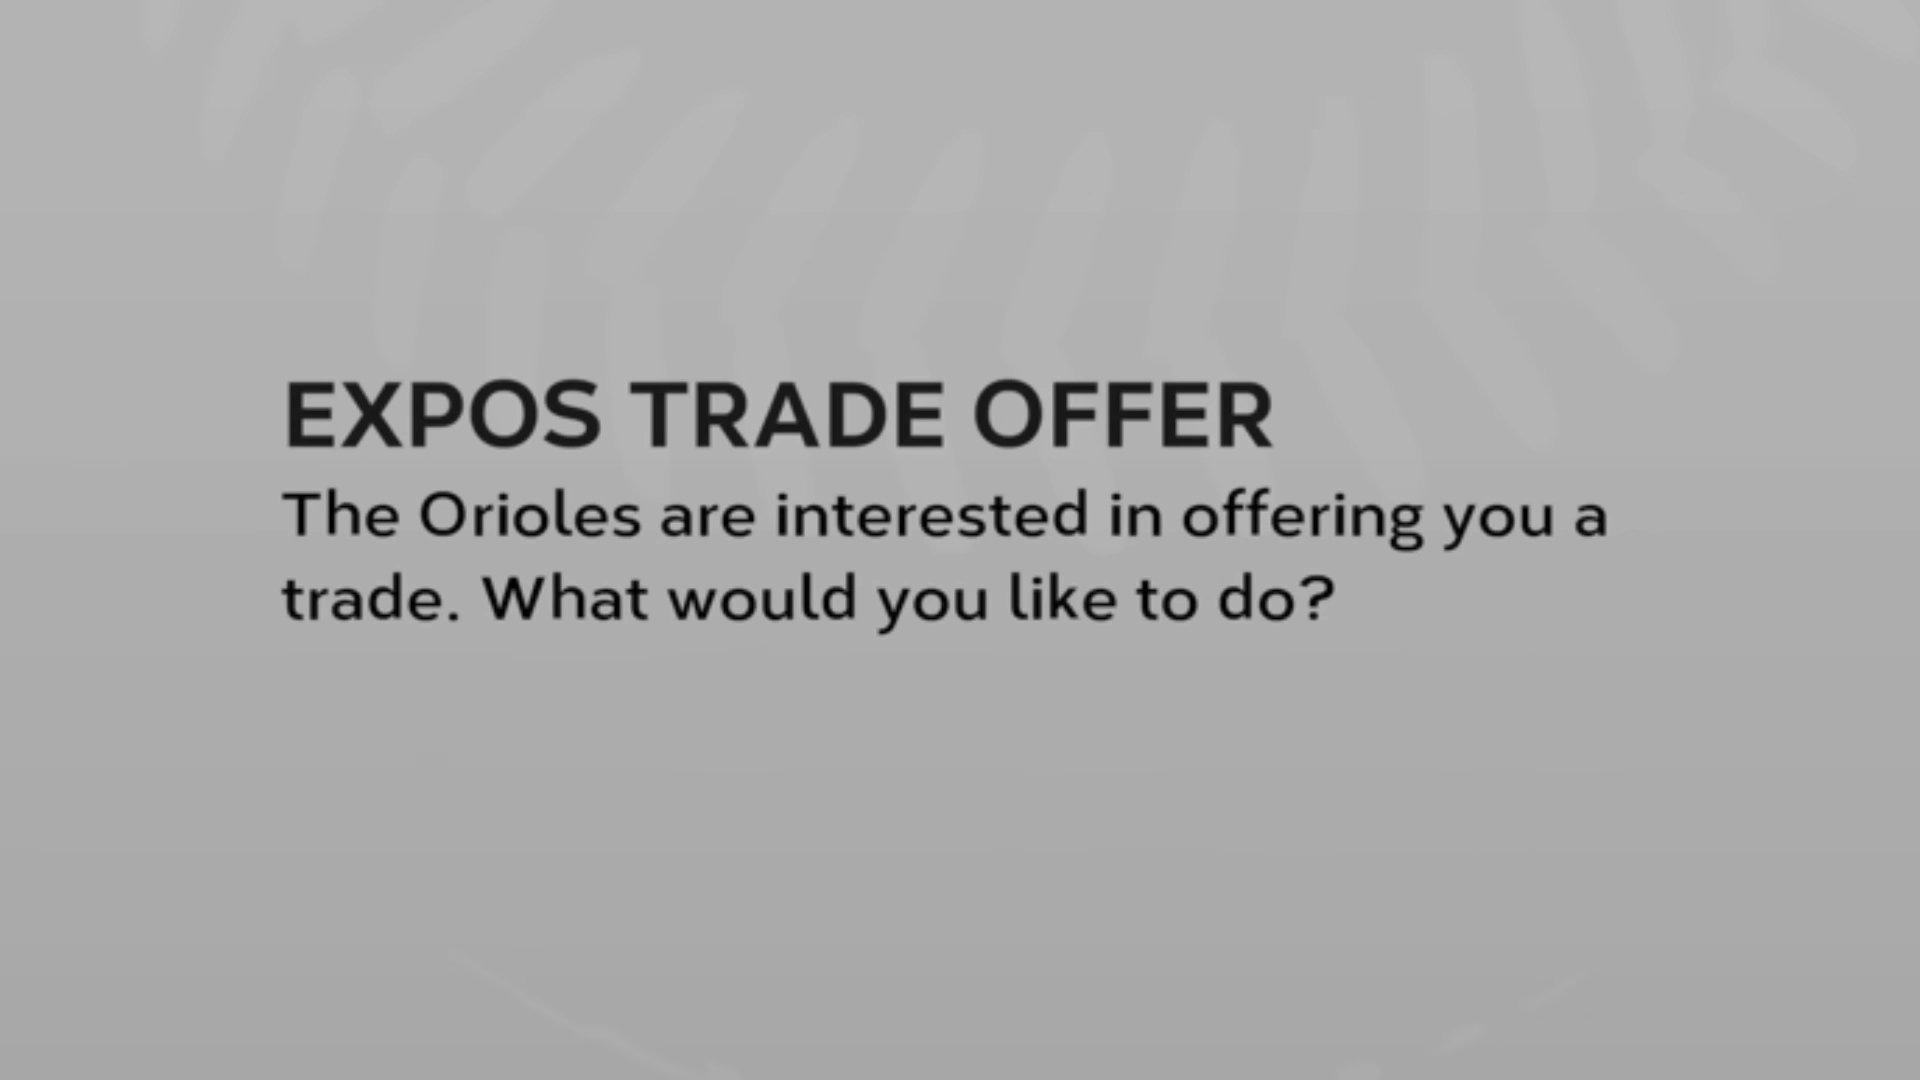 EXPOS TRADE OFFER
The Orioles are interested in offering you a
trade. What would you like to do?